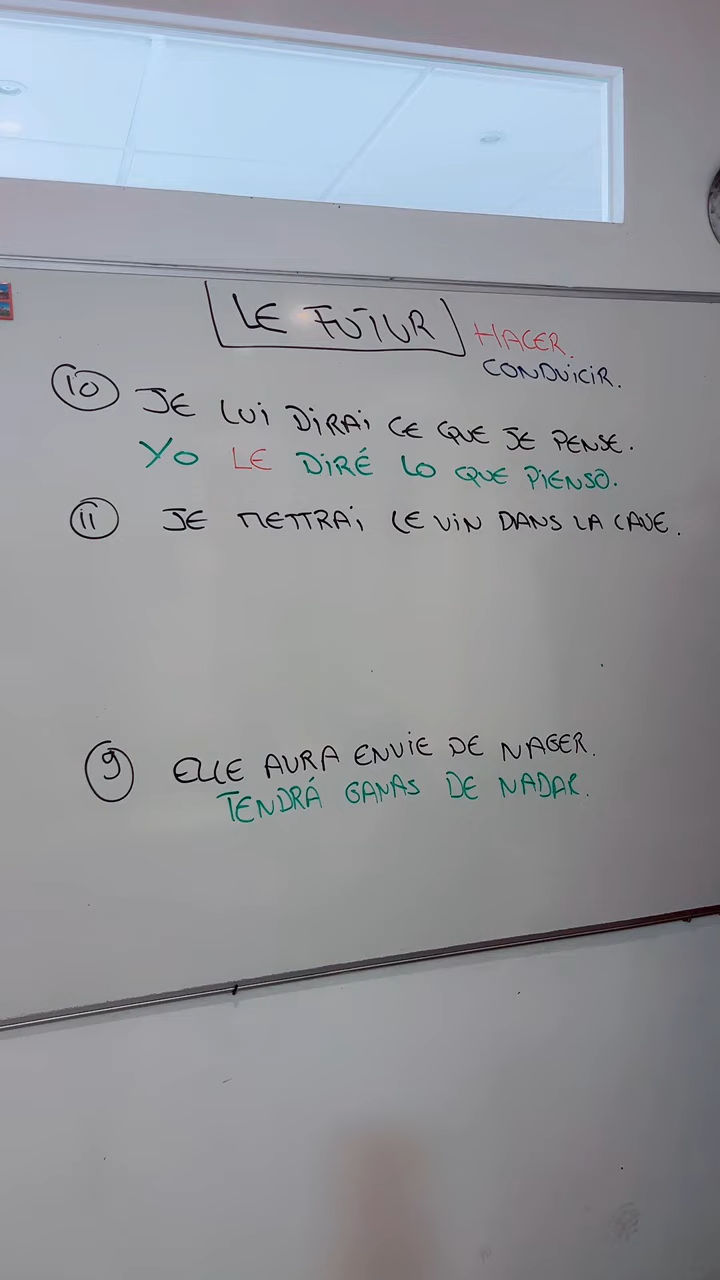 LE FUTUR
HACER.
CONDUICIR.
10 JE LUI DIRAI CE QUE JE PENSE.
YO LE DIRÉ LO QUE PIENSO.
11 JE METTRAI LE VIN DANS LA CAVE.
9 ELLE AURA ENVIE DE NAGER.
TENDRÁ GANAS DE NADAR.